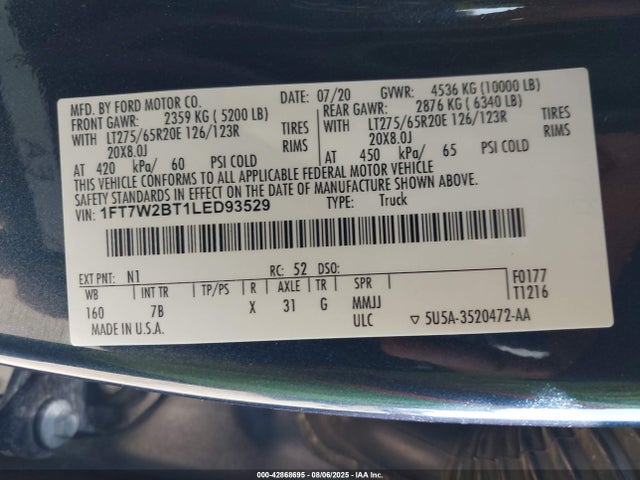 MFD. BY FORD MOTOR CO. DATE: 07/20 GVWR: 4536 KG (10000 LB)
FRONT GAWR: 2359 KG ( 5200 LB) REAR GAWR: 2876 KG ( 6340 LB)
WITH LT275/65R20E 126/123R TIRES WITH LT275/65R20E 126/123R TIRES
20X8.0J RIMS 20X8.0J RIMS
AT 420 kPa/ 60 PSI COLD AT 450 kPa/ 65 PSI COLD
THIS VEHICLE CONFORMS TO ALL APPLICABLE FEDERAL MOTOR VEHICLE
SAFETY STANDARDS IN EFFECT ON THE DATE OF MANUFACTURE SHOWN ABOVE.
VIN: 1FT7W2BT1LED93529 TYPE: Truck
EXT PNT: N1 RC: 52 DSO: F0177
WB INT TR TP/PS R AXLE TR SPR T1216
160 7B X 31 G MMJJ
MADE IN U.S.A. ULC ▽ 5U5A-3520472-AA
000-42868695 - 08/06/2025 - IAA Inc.